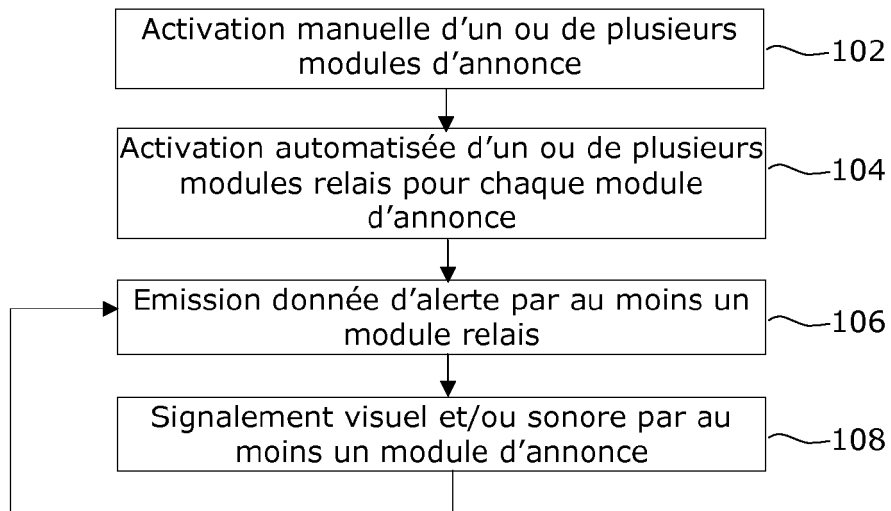 Activation manuelle d’un ou de plusieurs
modules d’annonce
102
Activation automatisée d’un ou de plusieurs
modules relais pour chaque module
d’annonce
104
Emission donnée d’alerte par au moins un
module relais
106
Signalement visuel et/ou sonore par au
moins un module d’annonce
108